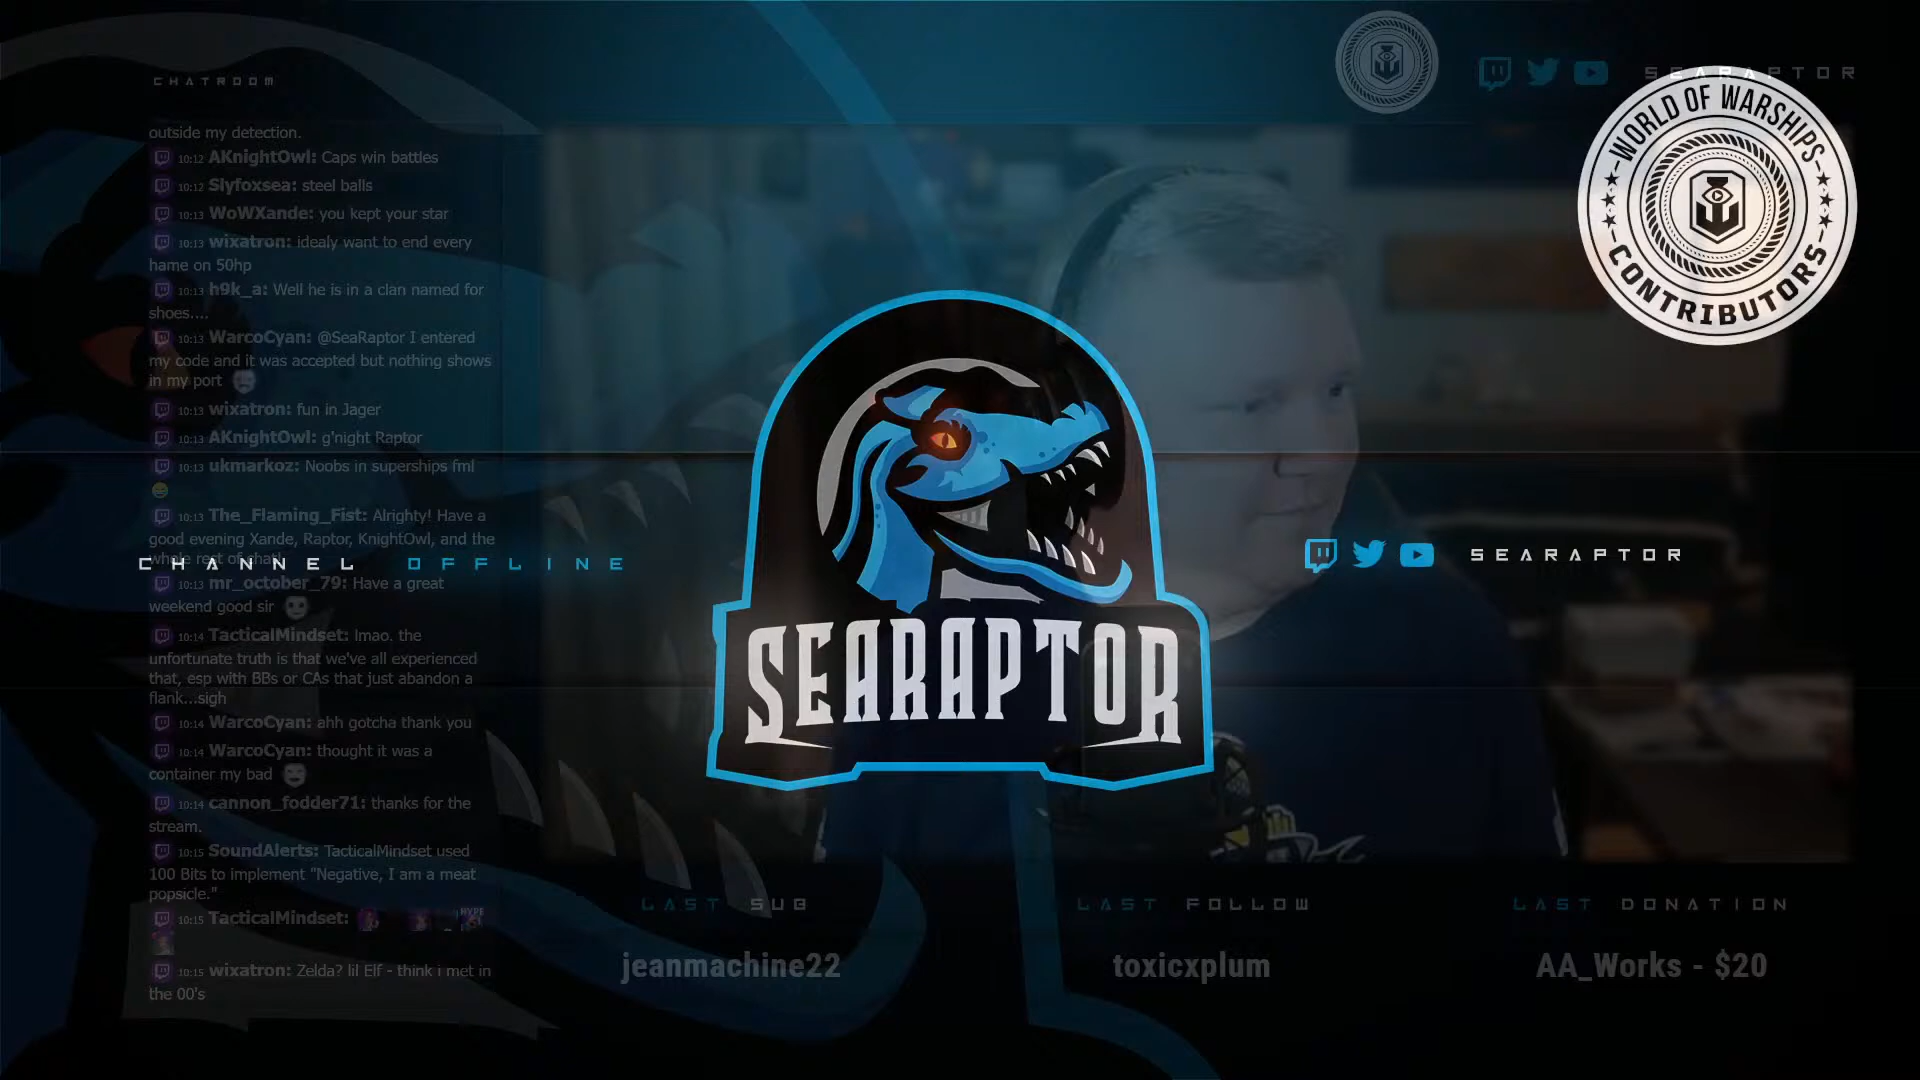 CHATROOM
outside my detection.
10:12 AKnightOwl: Caps win battles
10:12 Slyfoxsea: steel balls
10:13 WoWXande: you kept your star
10:13 wixatron: idealy want to end every
hame on 50hp
10:13 h9k_a: Well he is in a clan named for
shoes....
10:13 WarcoCyan: @SeaRaptor I entered
my code and it was accepted but nothing shows
in my port
10:13 wixatron: fun in Jager
10:13 AKnightOwl: g'night Raptor
10:13 ukmarkoz: Noobs in superships fml
10:13 The_Flaming_Fist: Alrighty! Have a
good evening Xande, Raptor, KnightOwl, and the
whole rest of chat!
10:13 mr_october_79: Have a great
weekend good sir
10:14 TacticalMindset: lmao. the
unfortunate truth is that we've all experienced
that, esp with BBs or CAs that just abandon a
flank...sigh
10:14 WarcoCyan: ahh gotcha thank you
10:14 WarcoCyan: thought it was a
container my bad
10:14 cannon_fodder71: thanks for the
stream.
10:15 SoundAlerts: TacticalMindset used
100 Bits to implement "Negative, I am a meat
popsicle."
10:15 TacticalMindset: HYPE
10:15 wixatron: Zelda? lil Elf - think i met in
the 00's
CHANNEL OFFLINE
SEARAPTOR
SEARAPTOR
SEARAPTOR
WORLD OF WARSHIPS
CONTRIBUTORS
LAST SUB
jeanmachine22
LAST FOLLOW
toxicxplum
LAST DONATION
AA_Works - $20